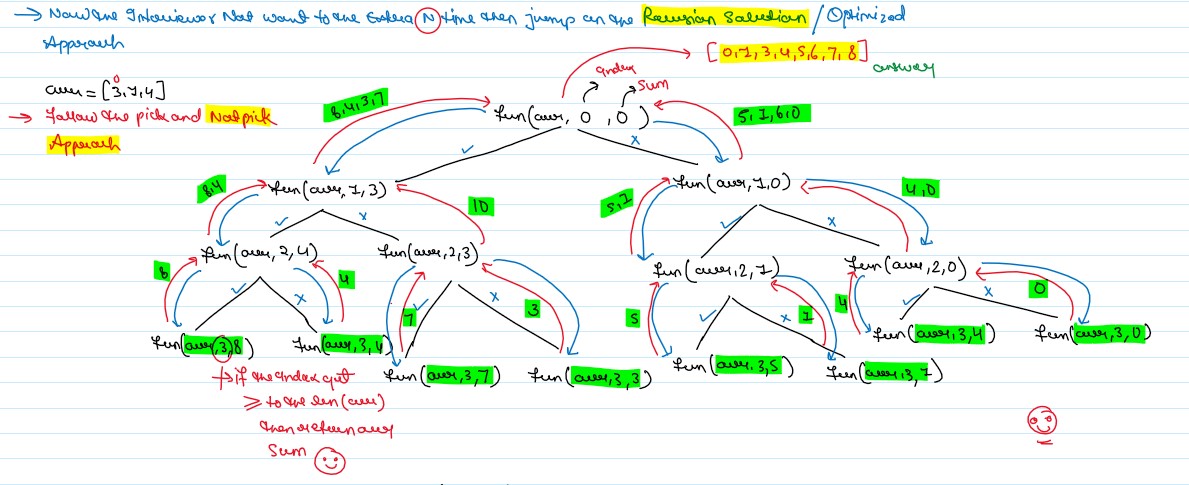 → Now the Interviewer Not want to the Extra N time then jump on the Recursion Solution / Optimized
Approach
[0,1,3,4,5,6,7,8]
answer
arr = [3,1,4]
0
→ Follow the pick and Not pick
Approach
Index
Sum
fun(arr, 0, 0)
8,4,3,7
5,1,6,0
✓
x
fun(arr,1,3)
fun(arr,1,0)
8,4
10
5,1
4,0
✓
x
✓
x
fun(arr,2,4)
fun(arr,2,3)
fun(arr,2,1)
fun(arr,2,0)
8
4
7
3
5
1
4
0
✓
x
✓
x
✓
x
✓
x
fun(arr,3,8)
fun(arr,3,4)
fun(arr,3,7)
fun(arr,3,3)
fun(arr,3,5)
fun(arr,3,1)
fun(arr,3,4)
fun(arr,3,0)
→ if the index get
≥ to the len(arr)
then return our
Sum